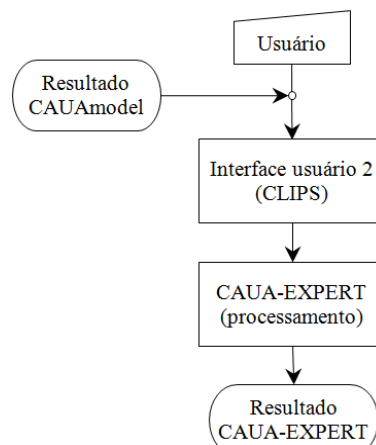 Usuário
Resultado
CAUAmodel
Interface usuário 2
(CLIPS)
CAUA-EXPERT
(processamento)
Resultado
CAUA-EXPERT